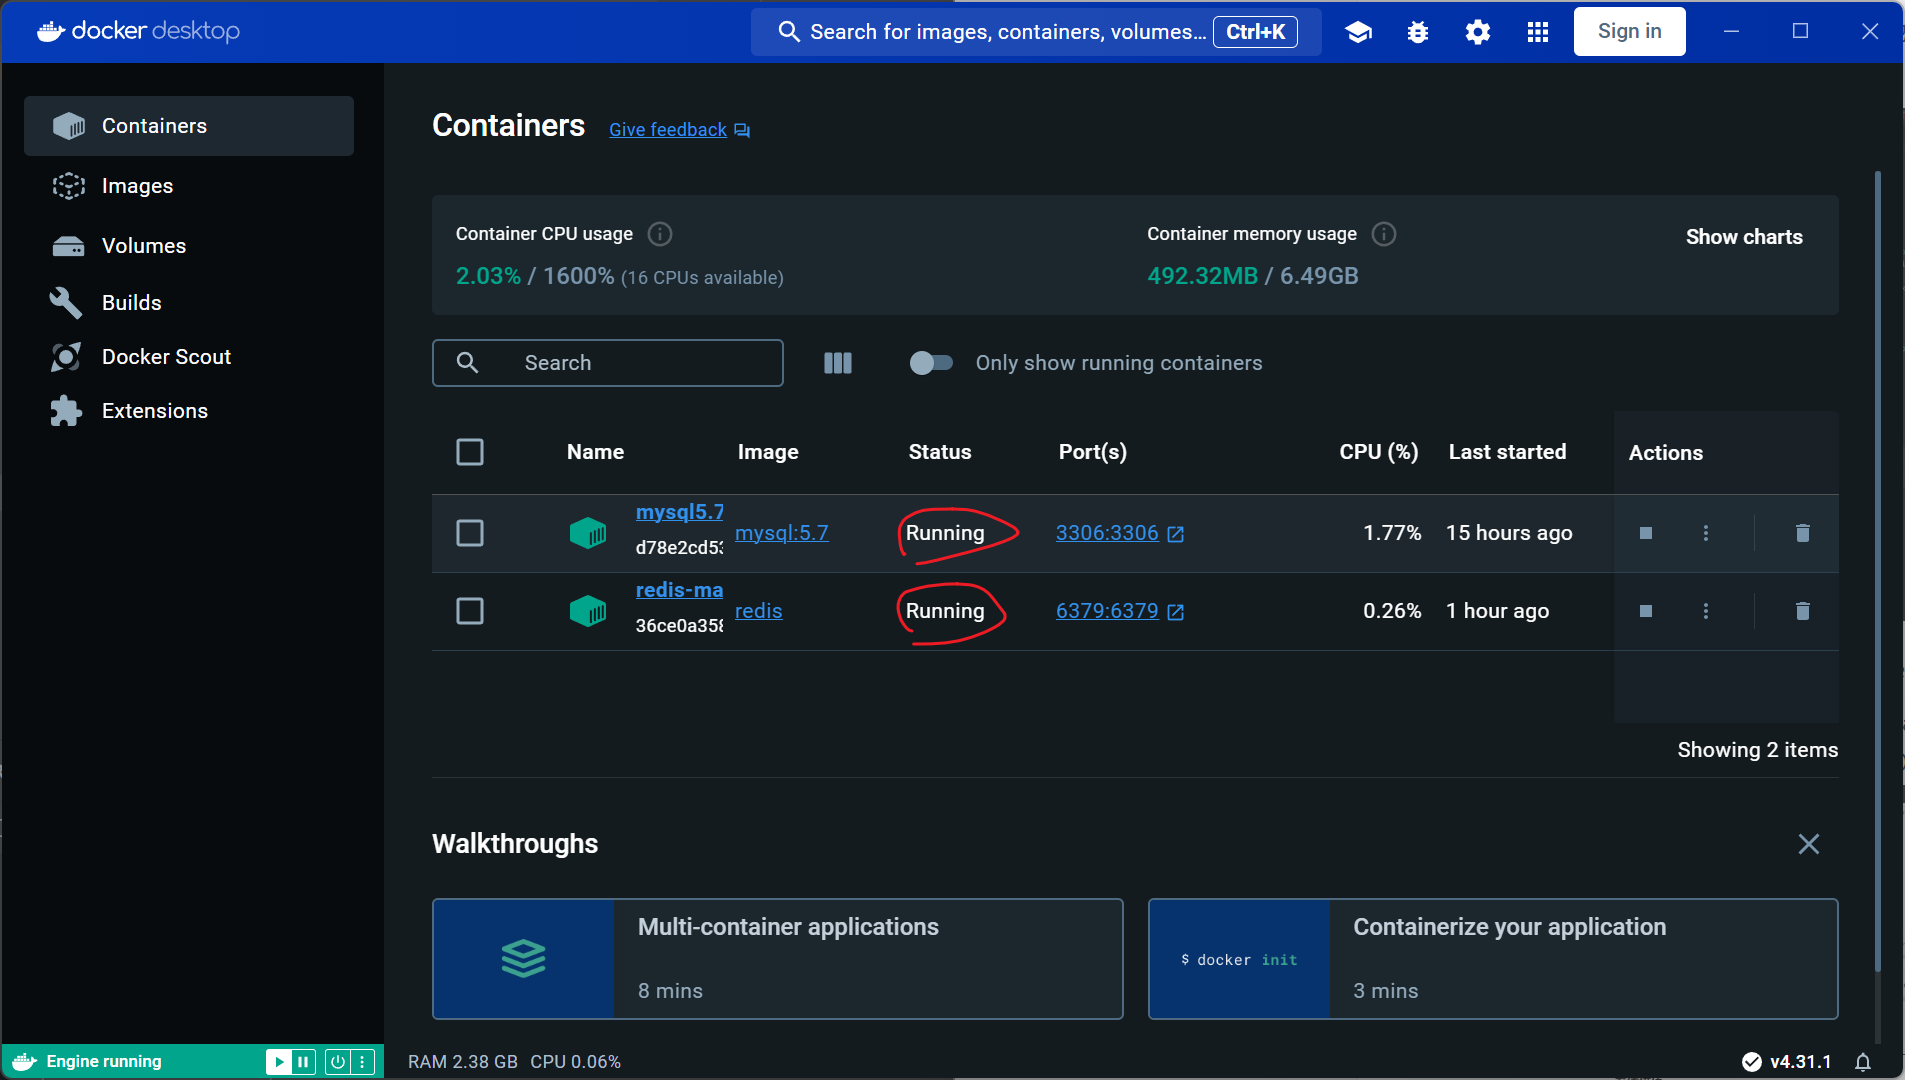 docker desktop
Search for images, containers, volumes... Ctrl+K
Sign in
Containers
Images
Volumes
Builds
Docker Scout
Extensions
Containers Give feedback
Container CPU usage
2.03% / 1600% (16 CPUs available)
Container memory usage
492.32MB / 6.49GB
Show charts
Search
Only show running containers
Name Image Status Port(s) CPU (%) Last started Actions
mysql5.7
d78e2cd53
mysql:5.7 Running 3306:3306 1.77% 15 hours ago
redis-ma
36ce0a358
redis Running 6379:6379 0.26% 1 hour ago
Showing 2 items
Walkthroughs
Multi-container applications
8 mins
$ docker init
Containerize your application
3 mins
Engine running
RAM 2.38 GB CPU 0.06%
v4.31.1